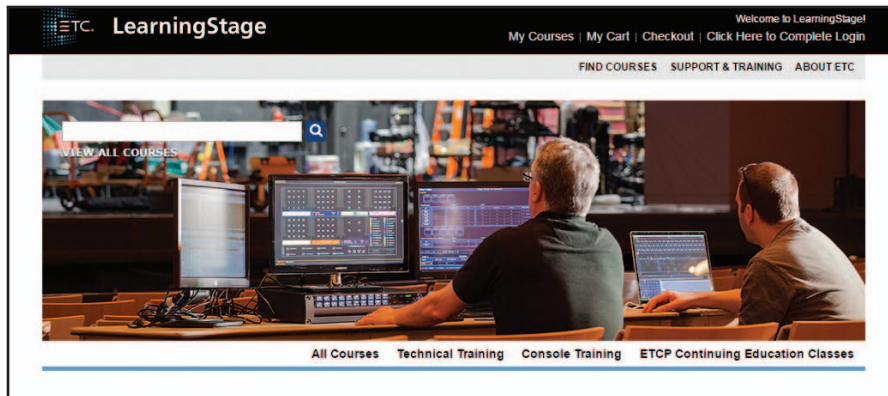 ETC. LearningStage
Welcome to LearningStage!
My Courses | My Cart | Checkout | Click Here to Complete Login
FIND COURSES SUPPORT & TRAINING ABOUT ETC
VIEW ALL COURSES
All Courses Technical Training Console Training ETCP Continuing Education Classes